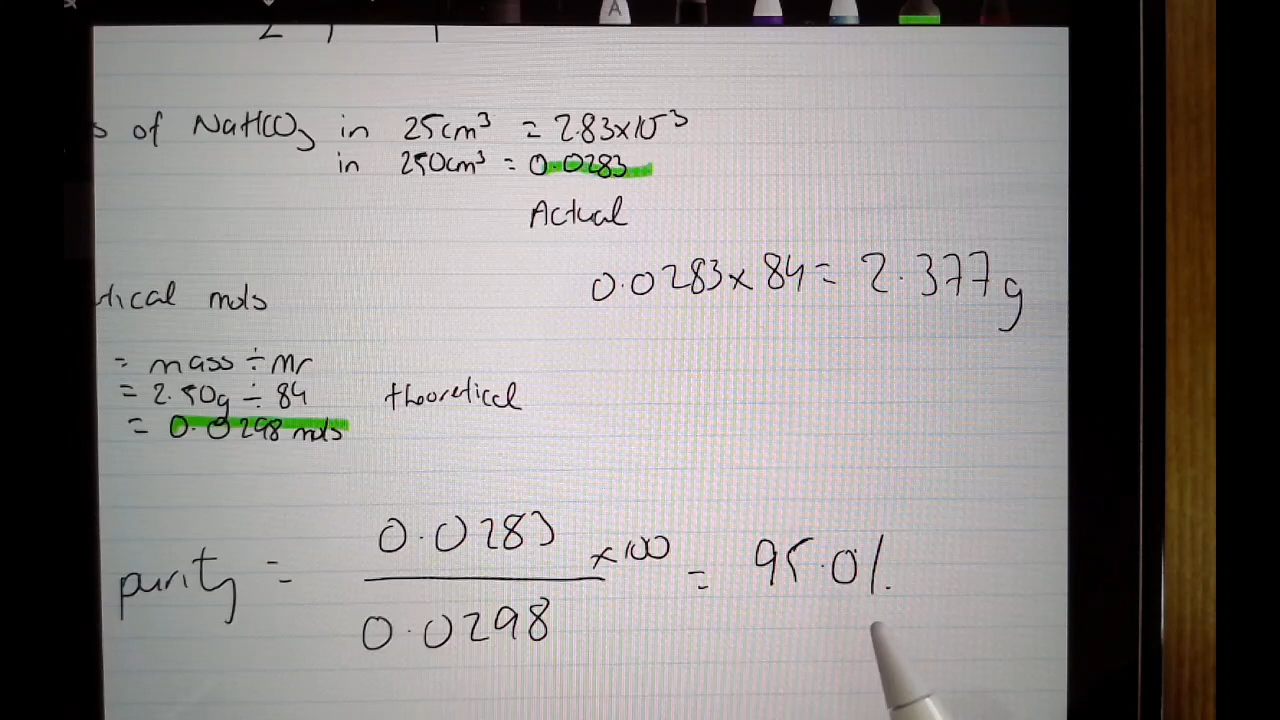 s of NaHCO3 in 25cm³ = 2.83x10⁻³
in 250cm³ = 0.0283
Actual
0.0283 x 84 = 2.377g
tical mols
= mass ÷ Mr
= 2.50g ÷ 84 theoretical
= 0.0298 mols
purity = 0.0283 x100 = 95.0%.
0.0298